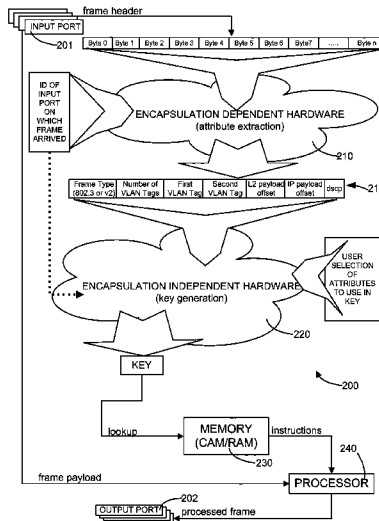 frame header
INPUT PORT
201
Byte 0 Byte 1 Byte 2 Byte 3 Byte 4 Byte 5 Byte 6 Byte7 ..... Byte n
ID OF
INPUT
PORT
ON
WHICH
FRAME
ARRIVED
ENCAPSULATION DEPENDENT HARDWARE
(attribute extraction)
210
Frame Type
(802.3 or v2)
Number of
VLAN Tags
First
VLAN Tag
Second
VLAN Tag
L2 payload
offset
IP payload
offset
dscp
21
ENCAPSULATION INDEPENDENT HARDWARE
(key generation)
USER
SELECTION
OF
ATTRIBUTES
TO USE IN
KEY
220
KEY
200
lookup
MEMORY
(CAM/RAM)
instructions
230
240
frame payload
PROCESSOR
202
OUTPUT PORT
processed frame